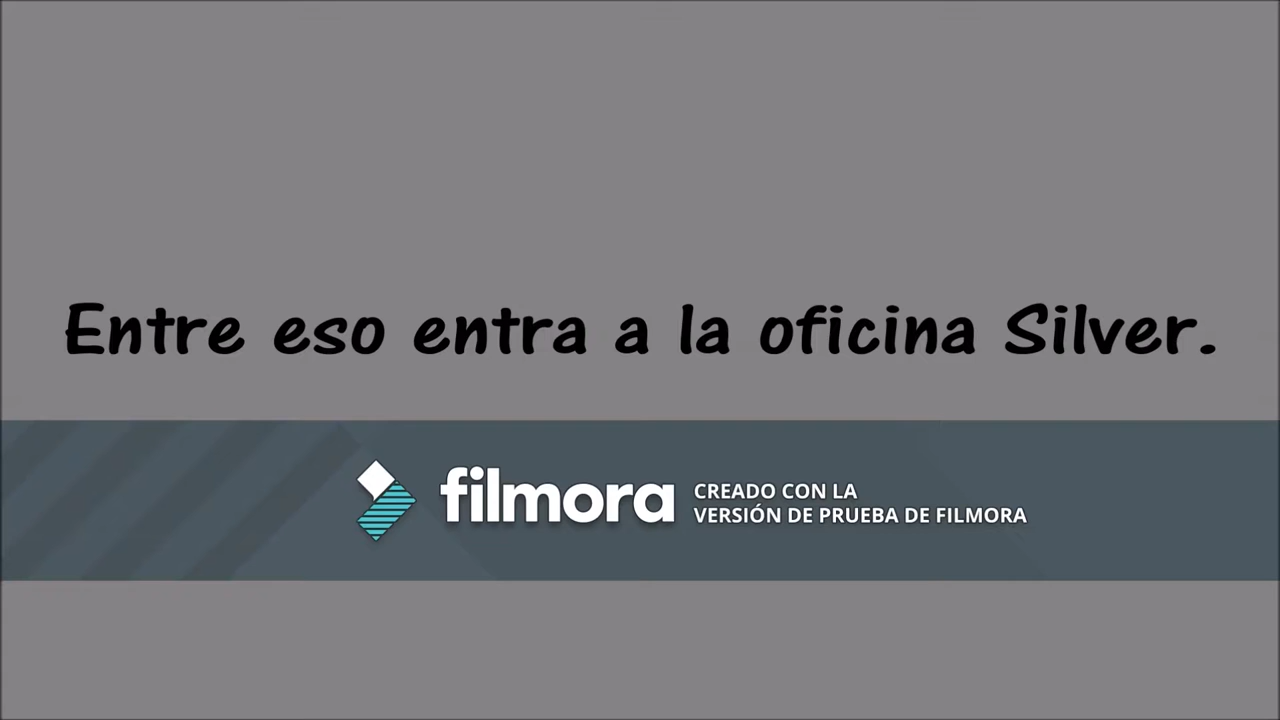 Entre eso entra a la oficina Silver.
filmora
CREADO CON LA
VERSIÓN DE PRUEBA DE FILMORA